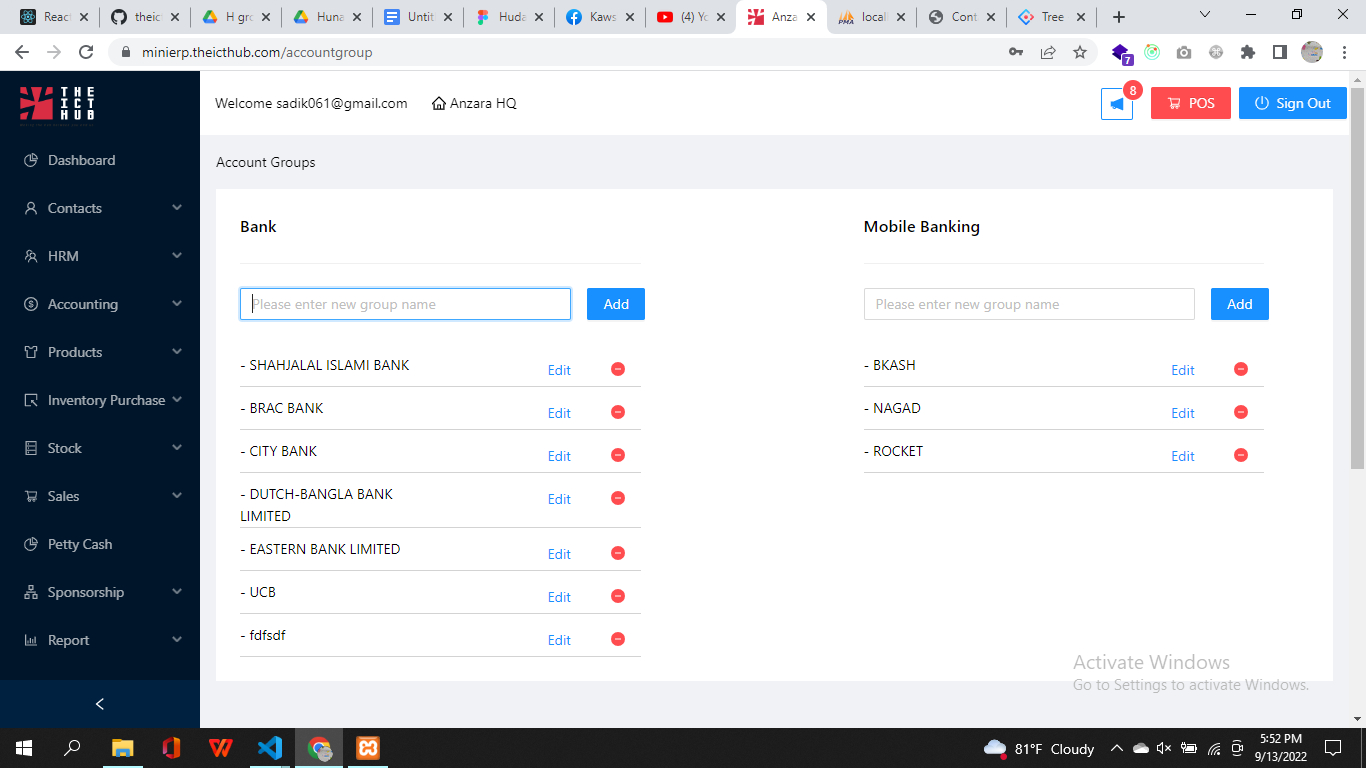 React
theict
H gro
Huna
Untit
Huda
Kaws
(4) Yo
Anza
locall
Cont
Tree
minierp.theicthub.com/accountgroup
7
THE
ICT
HUB
Welcome sadik061@gmail.com
Anzara HQ
8
POS
Sign Out
Dashboard
Contacts
HRM
Accounting
Products
Inventory Purchase
Stock
Sales
Petty Cash
Sponsorship
Report
Account Groups
Bank
Please enter new group name
Add
- SHAHJALAL ISLAMI BANK
Edit
- BRAC BANK
Edit
- CITY BANK
Edit
- DUTCH-BANGLA BANK
LIMITED
Edit
- EASTERN BANK LIMITED
Edit
- UCB
Edit
- fdfsdf
Edit
Mobile Banking
Please enter new group name
Add
- BKASH
Edit
- NAGAD
Edit
- ROCKET
Edit
Activate Windows
Go to Settings to activate Windows.
81°F Cloudy
5:52 PM
9/13/2022